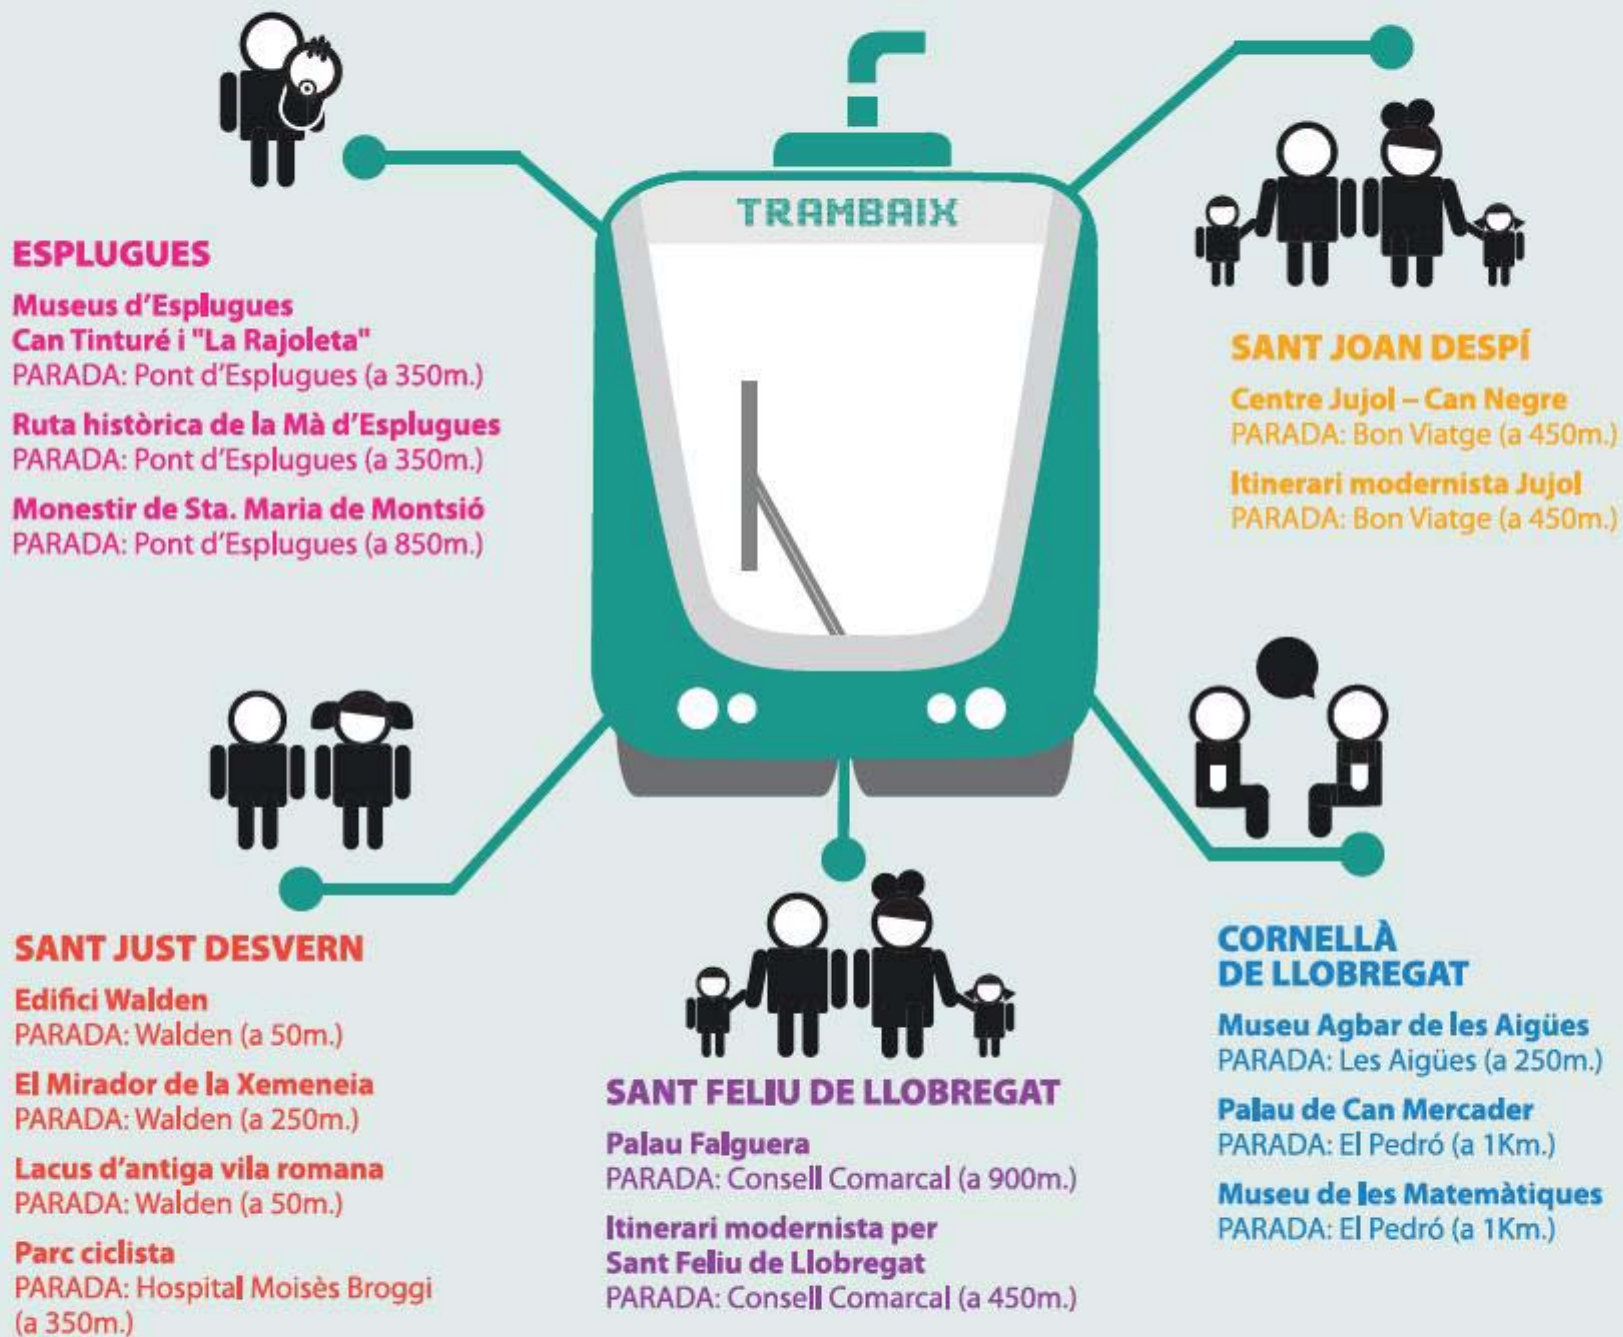 TRAMBAIX
ESPLUGUES
Museus d'Esplugues
Can Tinturé i "La Rajoleta"
PARADA: Pont d'Esplugues (a 350m.)
Ruta històrica de la Mà d'Esplugues
PARADA: Pont d'Esplugues (a 350m.)
Monestir de Sta. Maria de Montsió
PARADA: Pont d'Esplugues (a 850m.)
SANT JOAN DESPÍ
Centre Jujol – Can Negre
PARADA: Bon Viatge (a 450m.)
Itinerari modernista Jujol
PARADA: Bon Viatge (a 450m.)
SANT JUST DESVERN
Edifici Walden
PARADA: Walden (a 50m.)
El Mirador de la Xemeneia
PARADA: Walden (a 250m.)
Lacus d'antiga vila romana
PARADA: Walden (a 50m.)
Parc ciclista
PARADA: Hospital Moisès Broggi
(a 350m.)
SANT FELIU DE LLOBREGAT
Palau Falguera
PARADA: Consell Comarcal (a 900m.)
Itinerari modernista per
Sant Feliu de Llobregat
PARADA: Consell Comarcal (a 450m.)
CORNELLÀ
DE LLOBREGAT
Museu Agbar de les Aigües
PARADA: Les Aigües (a 250m.)
Palau de Can Mercader
PARADA: El Pedró (a 1Km.)
Museu de les Matemàtiques
PARADA: El Pedró (a 1Km.)